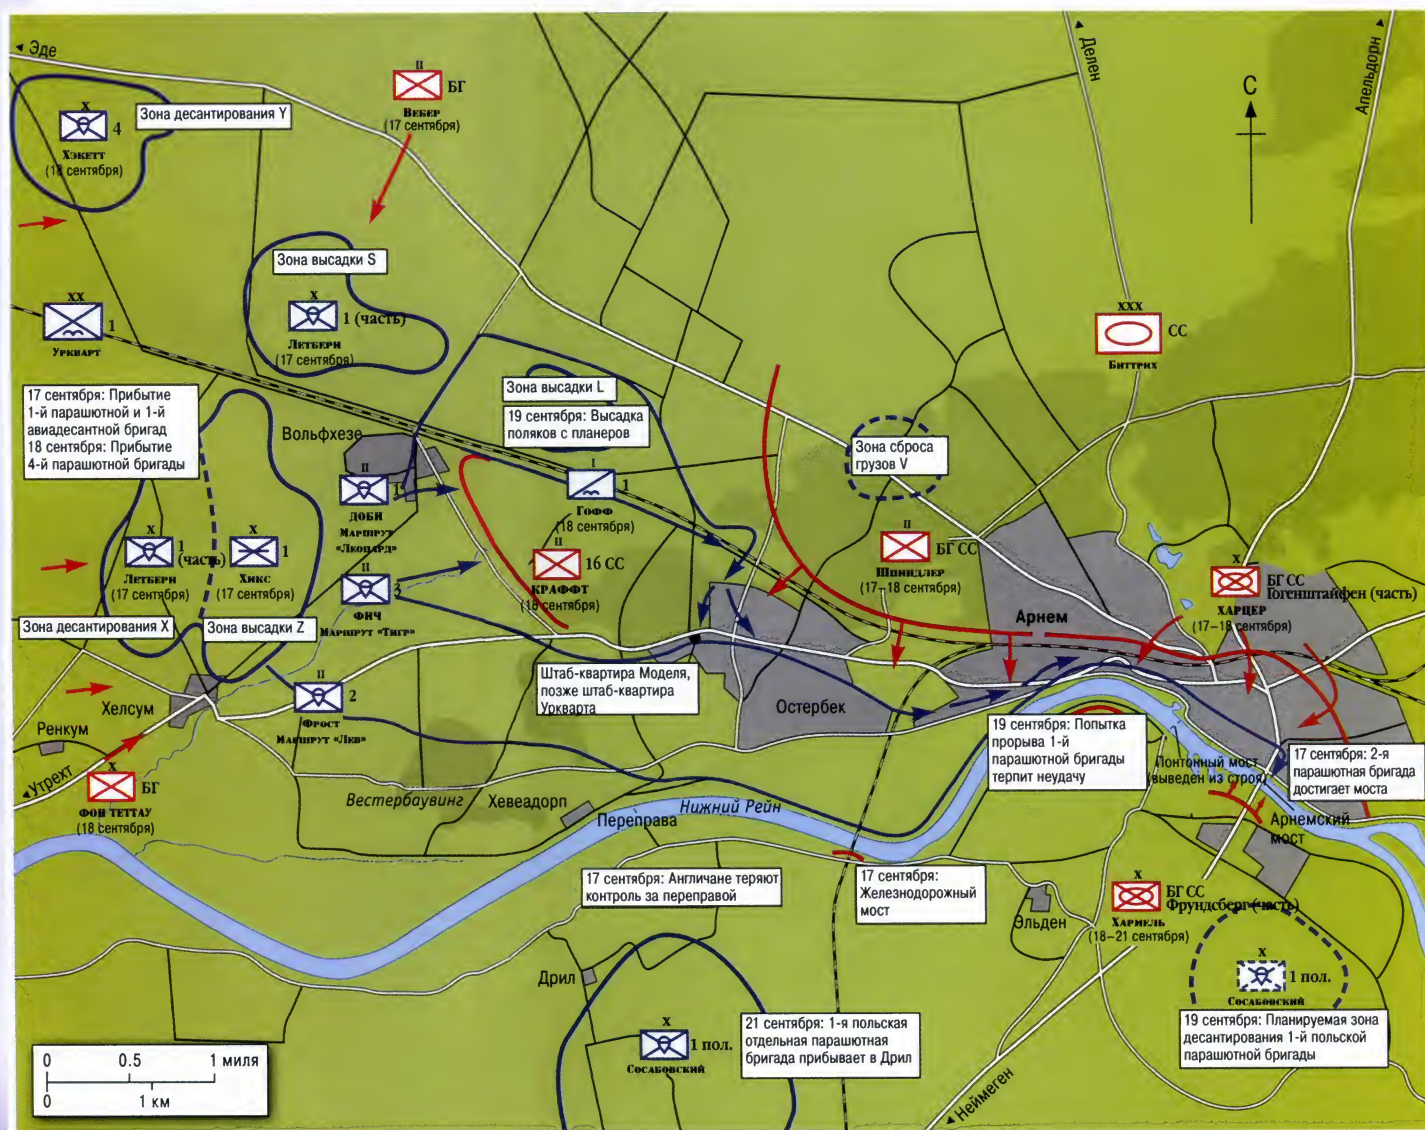 Эде
Делен
Апельдорн
С
II
БГ
Вебер
(17 сентября)
Зона десантирования Y
X
4
Хэкетт
(18 сентября)
Зона высадки S
X
1 (часть)
Летбери
(17 сентября)
XX
1
Уркварт
XXX
СС
Биттрих
17 сентября: Прибытие
1-й парашютной и 1-й
авиадесантной бригад
18 сентября: Прибытие
4-й парашютной бригады
Зона высадки L
19 сентября: Высадка
поляков с планеров
Вольфхезе
Зона сброса
грузов V
II
1
ДОБИ
Маршрут
«Леопард»
I
1
Гофф
(18 сентября)
II
16 СС
КРАФФТ
(18 сентября)
II
БГ СС
Шпиндлер
(17–18 сентября)
X
1
(часть)
Летбери
(17 сентября)
X
1
Хикс
(17 сентября)
II
3
ФИЧ
Маршрут «Тигр»
X
БГ СС
Гогенштайфен (часть)
ХАРЦЕР
(17–18 сентября)
Арнем
Зона десантирования X
Зона высадки Z
Штаб-квартира Моделя,
позже штаб-квартира
Уркварта
Остербек
II
2
Фрост
Маршрут «Лев»
Хелсум
Ренкум
Утрехт
X
БГ
ФОН ТЕТТАУ
(18 сентября)
19 сентября: Попытка
прорыва 1-й
парашютной бригады
терпит неудачу
Понтонный мост
(выведен из строя)
17 сентября: 2-я
парашютная бригада
достигает моста
Арнемский
мост
Вестербаувинг
Хевеадорп
Переправа
Нижний Рейн
17 сентября: Англичане теряют
контроль за переправой
17 сентября:
Железнодорожный
мост
Эльден
X
БГ СС
Фрундсберг (часть)
Хармель
(18–21 сентября)
Дрил
X
1 пол.
Сосабовский
21 сентября: 1-я польская
отдельная парашютная
бригада прибывает в Дрил
X
1 пол.
Сосабовский
19 сентября: Планируемая зона
десантирования 1-й польской
парашютной бригады
Неймеген
0 0.5 1 миля
0 1 км